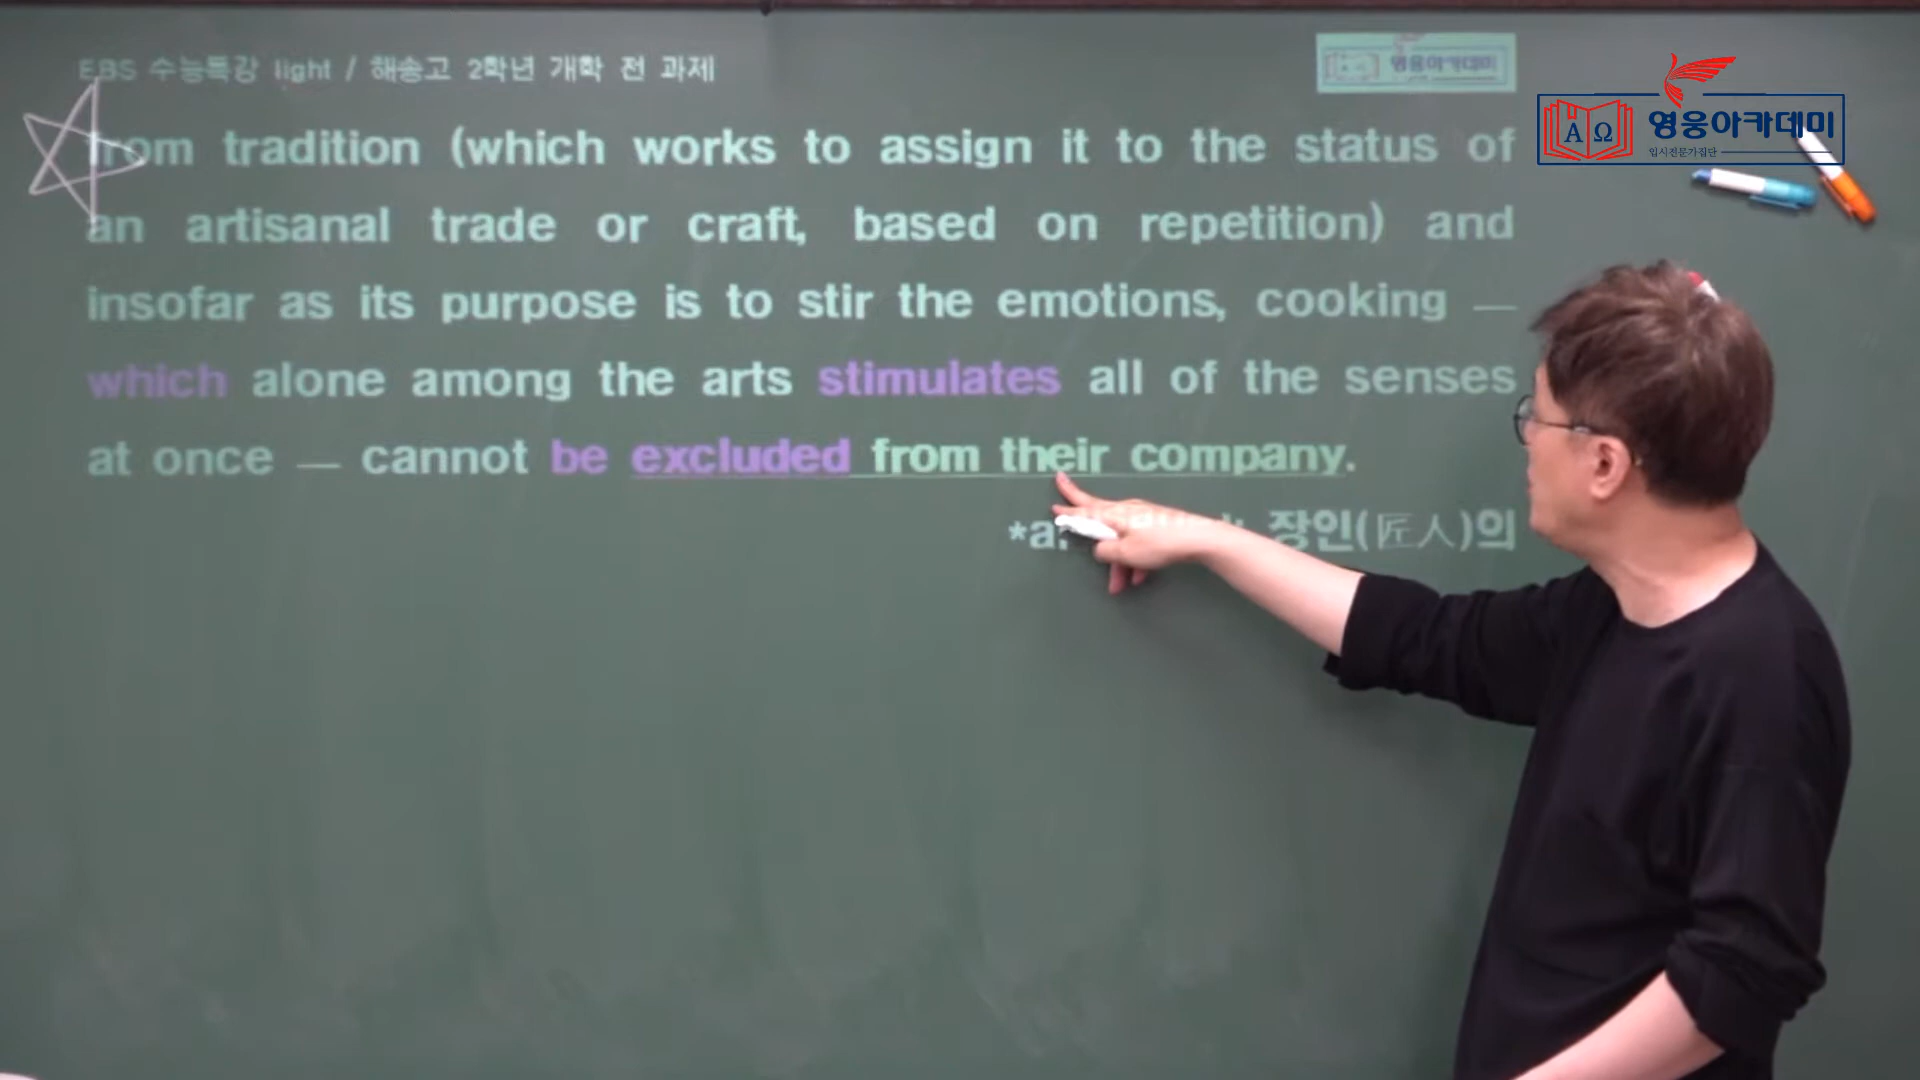 EBS 수능특강 light / 해송고 2학년 개학 전 과제
영웅아카데미
영웅아카데미
Α Ω
입시전문가집단
from tradition (which works to assign it to the status of
an artisanal trade or craft, based on repetition) and
insofar as its purpose is to stir the emotions, cooking —
which alone among the arts stimulates all of the senses
at once — cannot be excluded from their company.
장인(匠人)의